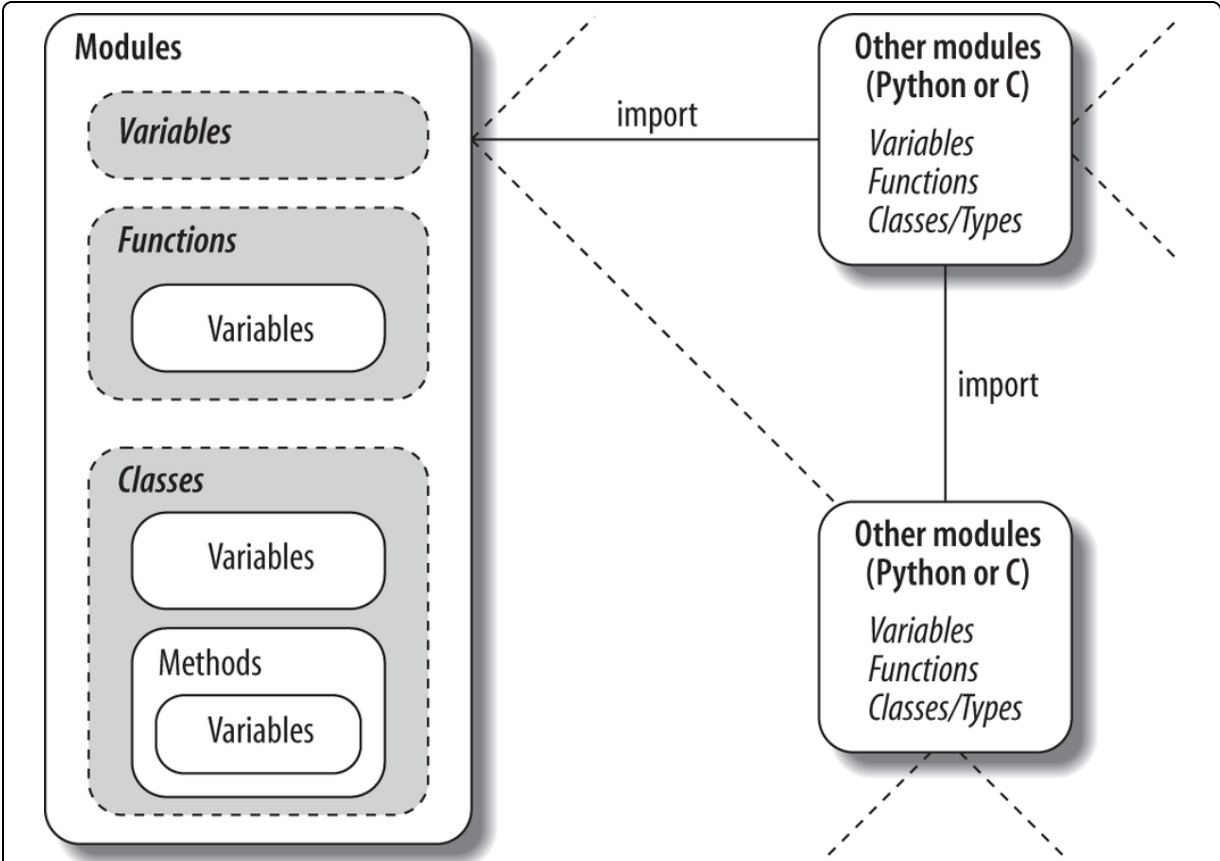 Modules
Variables
Functions
Variables
Classes
Variables
Methods
Variables
import
Other modules
(Python or C)
Variables
Functions
Classes/Types
import
Other modules
(Python or C)
Variables
Functions
Classes/Types